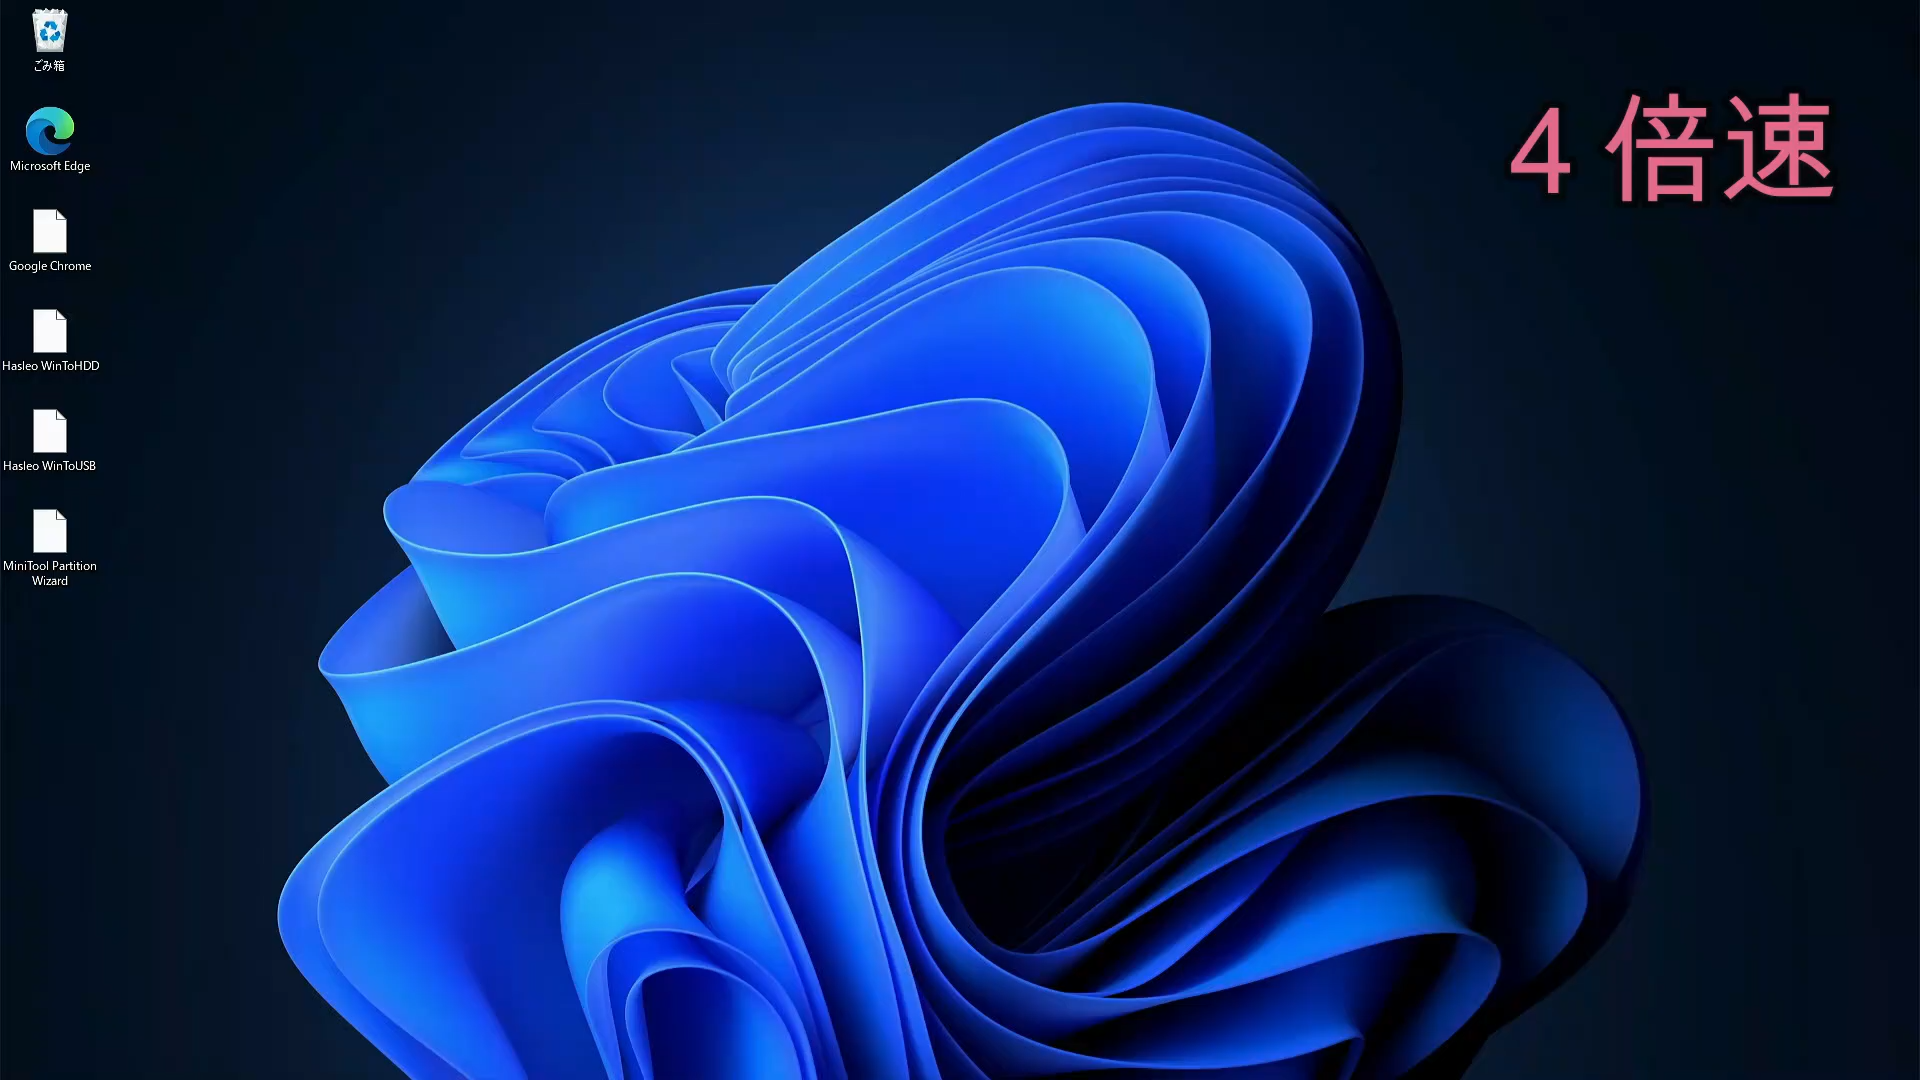 ごみ箱
Microsoft Edge
Google Chrome
Hasleo WinToHDD
Hasleo WinToUSB
MiniTool Partition
Wizard
4 倍速